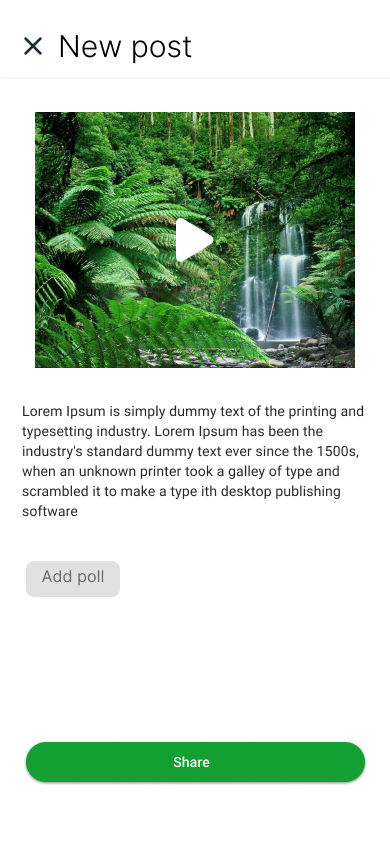 New post
Lorem Ipsum is simply dummy text of the printing and
typesetting industry. Lorem Ipsum has been the
industry's standard dummy text ever since the 1500s,
when an unknown printer took a galley of type and
scrambled it to make a type ith desktop publishing
software
Add poll
Share